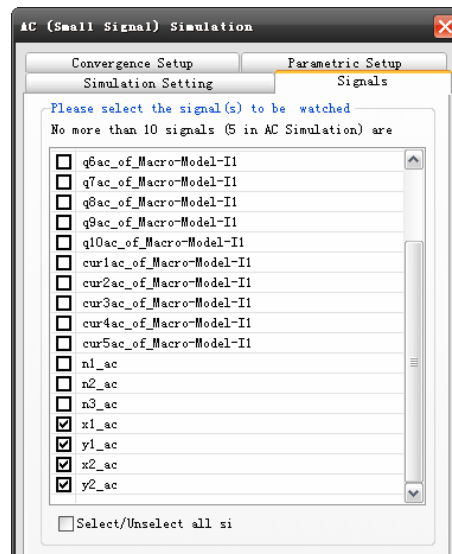 AC (Small Signal) Simulation
Convergence Setup
Parametric Setup
Simulation Setting
Signals
Please select the signal(s) to be watched
No more than 10 signals (5 in AC Simulation) are
q6ac_of_Macro-Model-I1
q7ac_of_Macro-Model-I1
q8ac_of_Macro-Model-I1
q9ac_of_Macro-Model-I1
q10ac_of_Macro-Model-I1
cur1ac_of_Macro-Model-I1
cur2ac_of_Macro-Model-I1
cur3ac_of_Macro-Model-I1
cur4ac_of_Macro-Model-I1
cur5ac_of_Macro-Model-I1
n1_ac
n2_ac
n3_ac
x1_ac
y1_ac
x2_ac
y2_ac
Select/Unselect all si